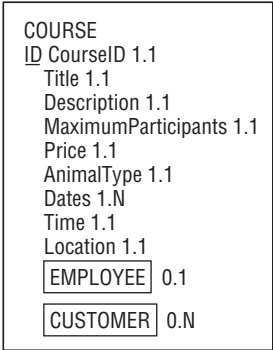 COURSE
ID CourseID 1.1
Title 1.1
Description 1.1
MaximumParticipants 1.1
Price 1.1
AnimalType 1.1
Dates 1.N
Time 1.1
Location 1.1
EMPLOYEE 0.1
CUSTOMER 0.N